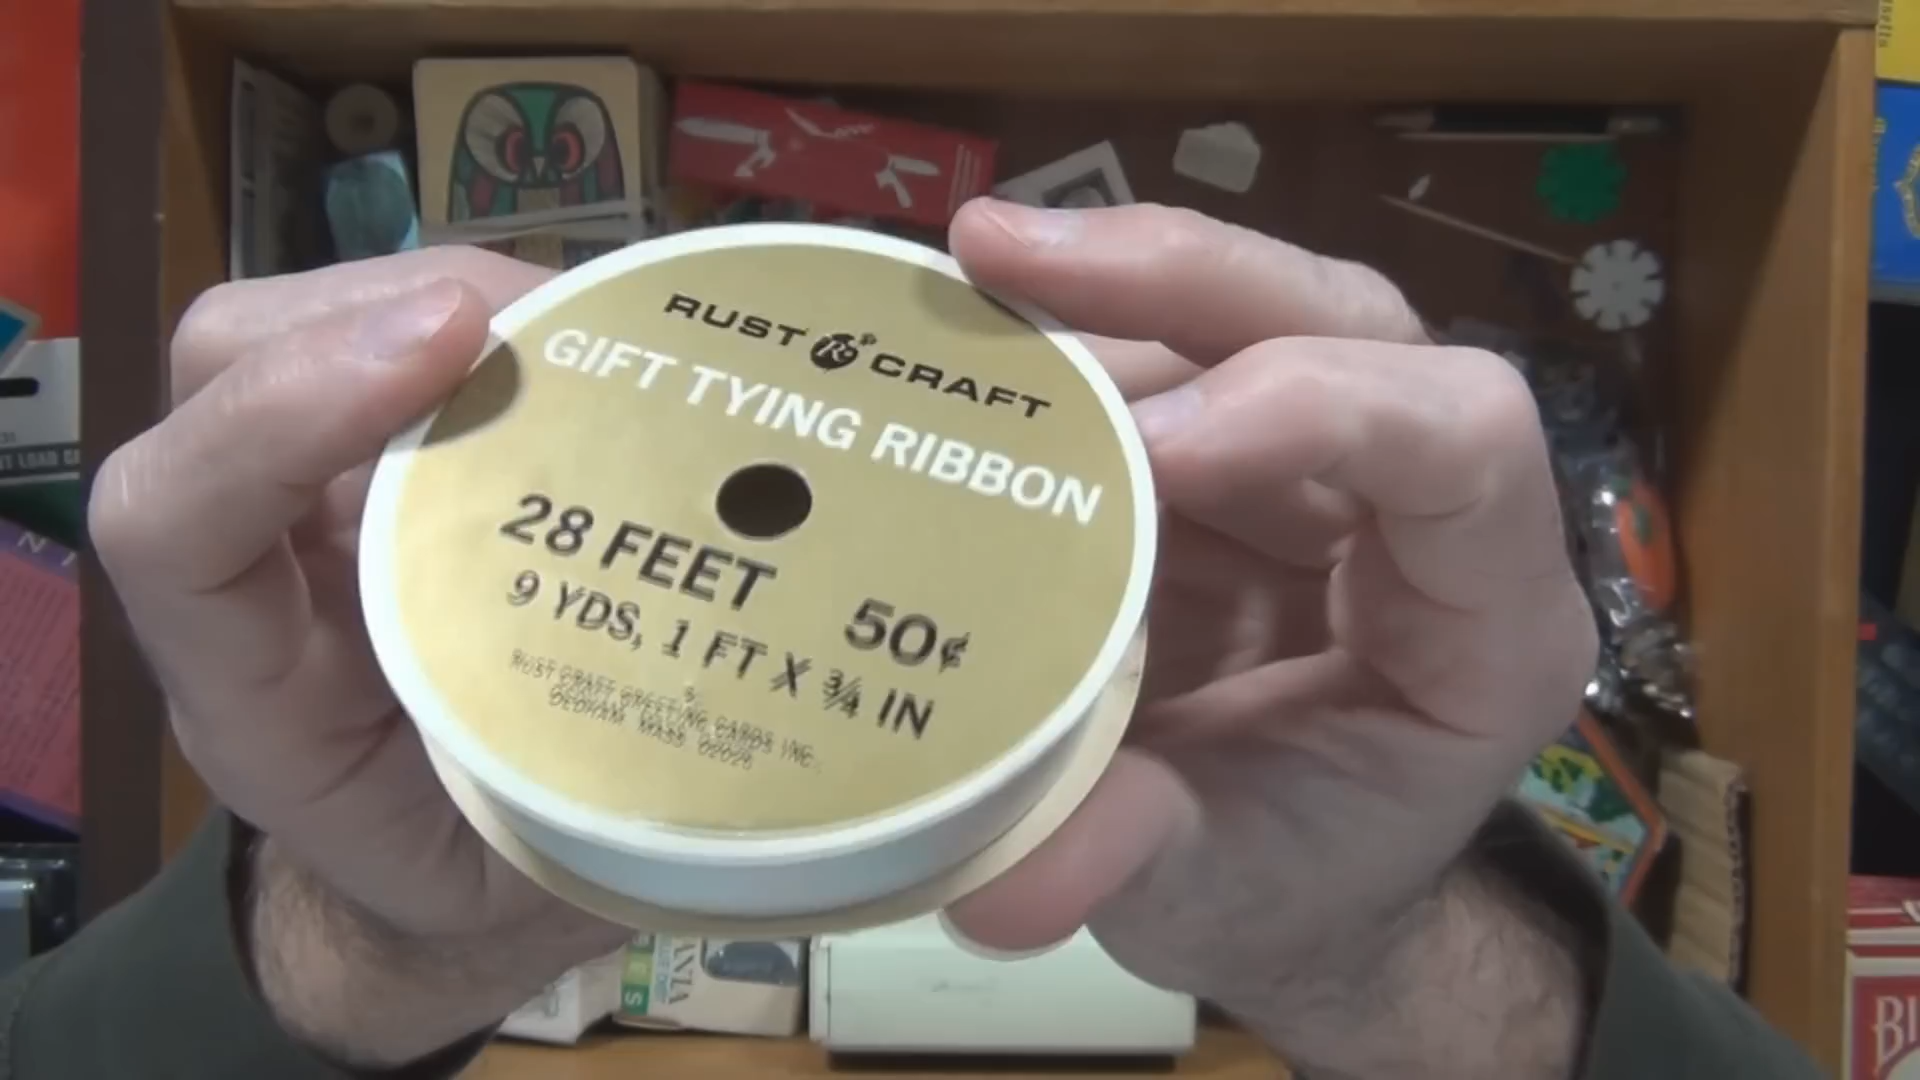 RUST CRAFT
GIFT TYING RIBBON
28 FEET 50¢
9 YDS, 1 FT X ¾ IN
RUST CRAFT GREETING CARDS INC.
DEDHAM, MASS. 02026